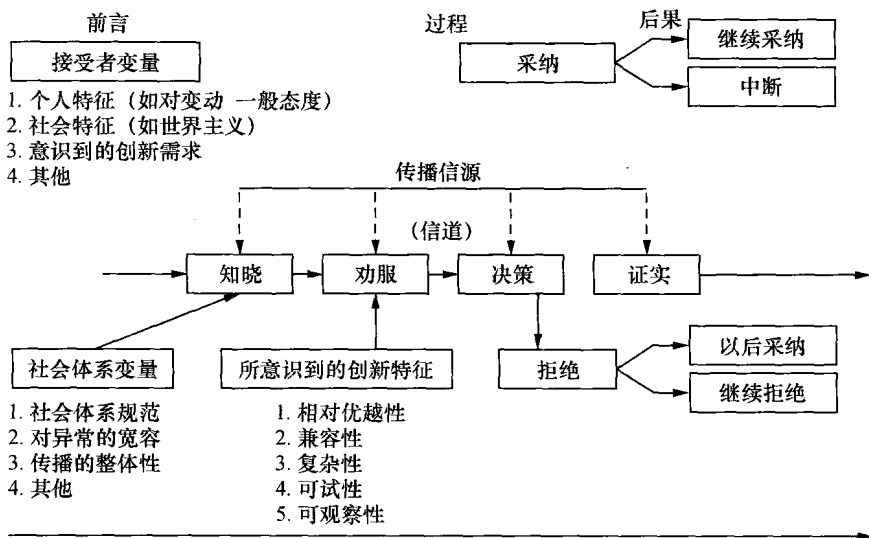 前言
过程
后果
接受者变量
采纳
继续采纳
中断
1. 个人特征（如对变动 一般态度）
2. 社会特征（如世界主义）
3. 意识到的创新需求
4. 其他
传播信源
（信道）
知晓
劝服
决策
证实
社会体系变量
所意识到的创新特征
拒绝
以后采纳
继续拒绝
1. 社会体系规范
2. 对异常的宽容
3. 传播的整体性
4. 其他
1. 相对优越性
2. 兼容性
3. 复杂性
4. 可试性
5. 可观察性